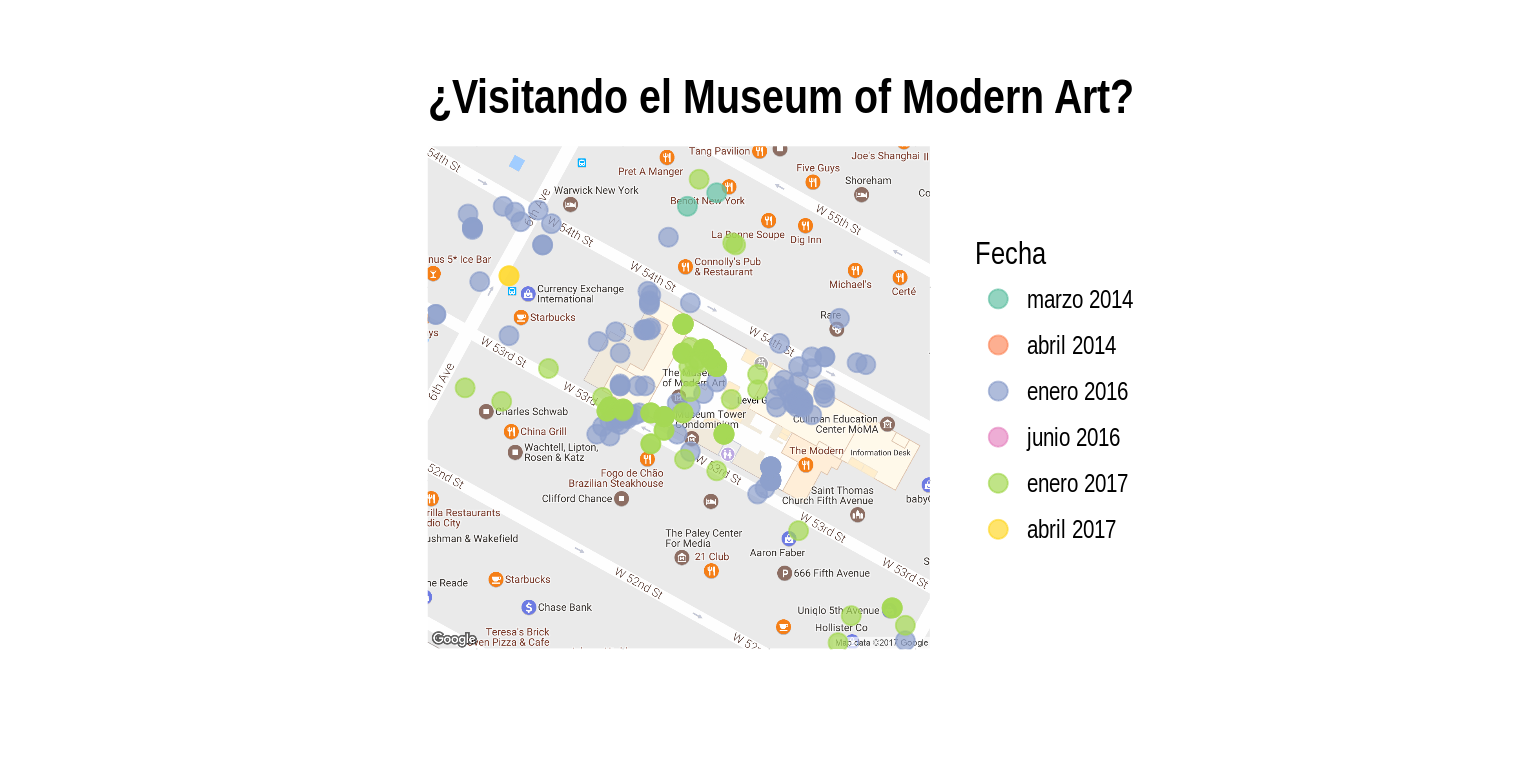 ¿Visitando el Museum of Modern Art?
54th St
Tang Pavilion
Joe's Shanghai
Pret A Manger
Five Guys
Shoreham
Co
Warwick New York
Benoit New York
6th Ave
W 54th St
W 55th St
La Bonne Soupe
Dig Inn
nus 5* Ice Bar
Connolly's Pub
& Restaurant
W 54th St
Michael's
Certé
Currency Exchange
International
Starbucks
Rare
ys
W 53rd St
W 54th St
6th Ave
The Museum
of Modern Art
W 53rd
Level
Charles Schwab
Museum Tower
Condominium
Cullman Education
Center MoMA
China Grill
Wachtell, Lipton,
Rosen & Katz
The Modern
Information Desk
52nd St
W 53rd St
Fogo de Chão
Brazilian Steakhouse
Clifford Chance
Saint Thomas
Church Fifth Avenue
baby
rilla Restaurants
dio City
W 53rd St
ushman & Wakefield
The Paley Center
For Media
Aaron Faber
21 Club
W 53rd St
S
666 Fifth Avenue
ne Reade
Starbucks
W 52nd St
Chase Bank
Uniqlo 5th Avenue
Hollister Co
Teresa's Brick
ven Pizza & Cafe
W 52
Google
Map data ©2017 Google
Fecha
marzo 2014
abril 2014
enero 2016
junio 2016
enero 2017
abril 2017